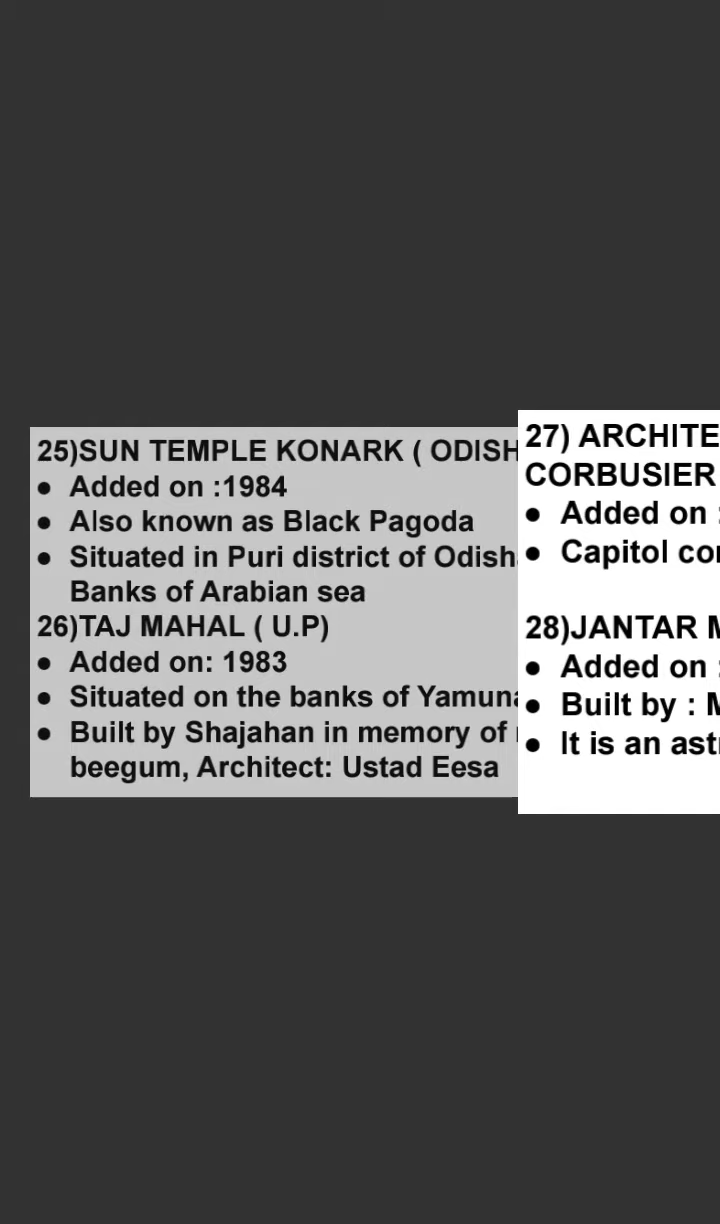 25)SUN TEMPLE KONARK ( ODISH
● Added on :1984
● Also known as Black Pagoda
● Situated in Puri district of Odish
Banks of Arabian sea
26)TAJ MAHAL ( U.P)
● Added on: 1983
● Situated on the banks of Yamuna
● Built by Shajahan in memory of
beegum, Architect: Ustad Eesa
27) ARCHITE
CORBUSIER
● Added on :
● Capitol co
28)JANTAR M
● Added on :
● Built by : M
● It is an ast